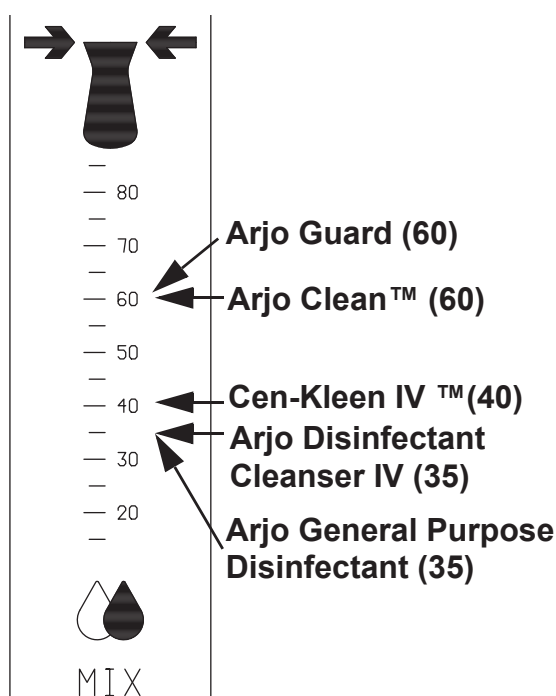 80
Arjo Guard (60)
70
60
Arjo Clean™ (60)
50
Cen-Kleen IV ™(40)
40
Arjo Disinfectant
Cleanser IV (35)
30
20
Arjo General Purpose
Disinfectant (35)
MIX